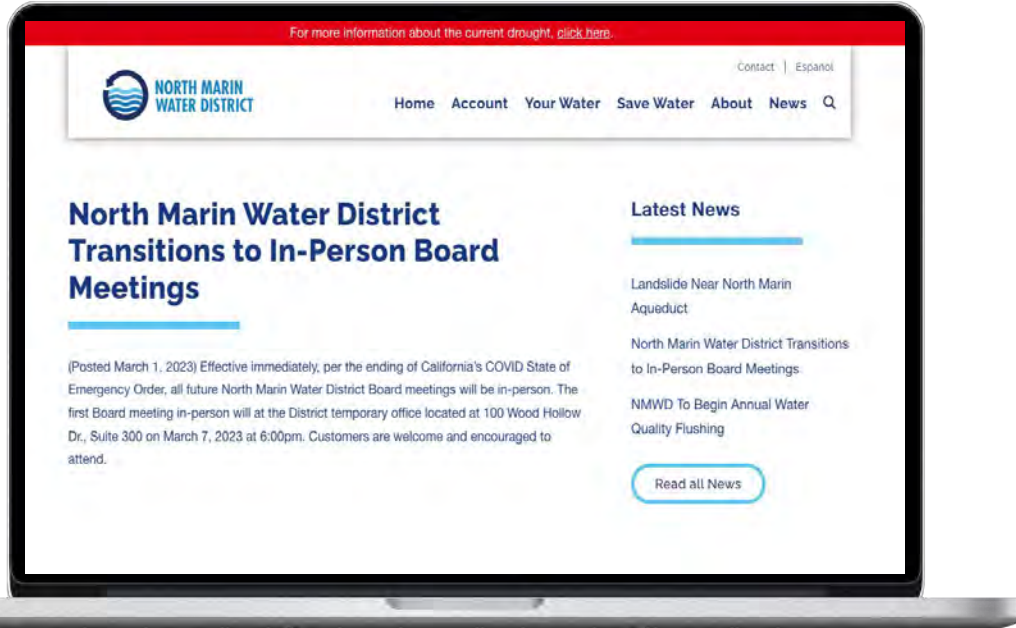 For more information about the current drought, click here.
Contact | Espanol
NORTH MARIN
WATER DISTRICT
Home Account Your Water Save Water About News
North Marin Water District
Transitions to In-Person Board
Meetings
(Posted March 1, 2023) Effective immediately, per the ending of California's COVID State of
Emergency Order, all future North Marin Water District Board meetings will be in-person. The
first Board meeting in-person will at the District temporary office located at 100 Wood Hollow
Dr., Suite 300 on March 7, 2023 at 6:00pm. Customers are welcome and encouraged to
attend.
Latest News
Landslide Near North Marin
Aqueduct
North Marin Water District Transitions
to In-Person Board Meetings
NMWD To Begin Annual Water
Quality Flushing
Read all News